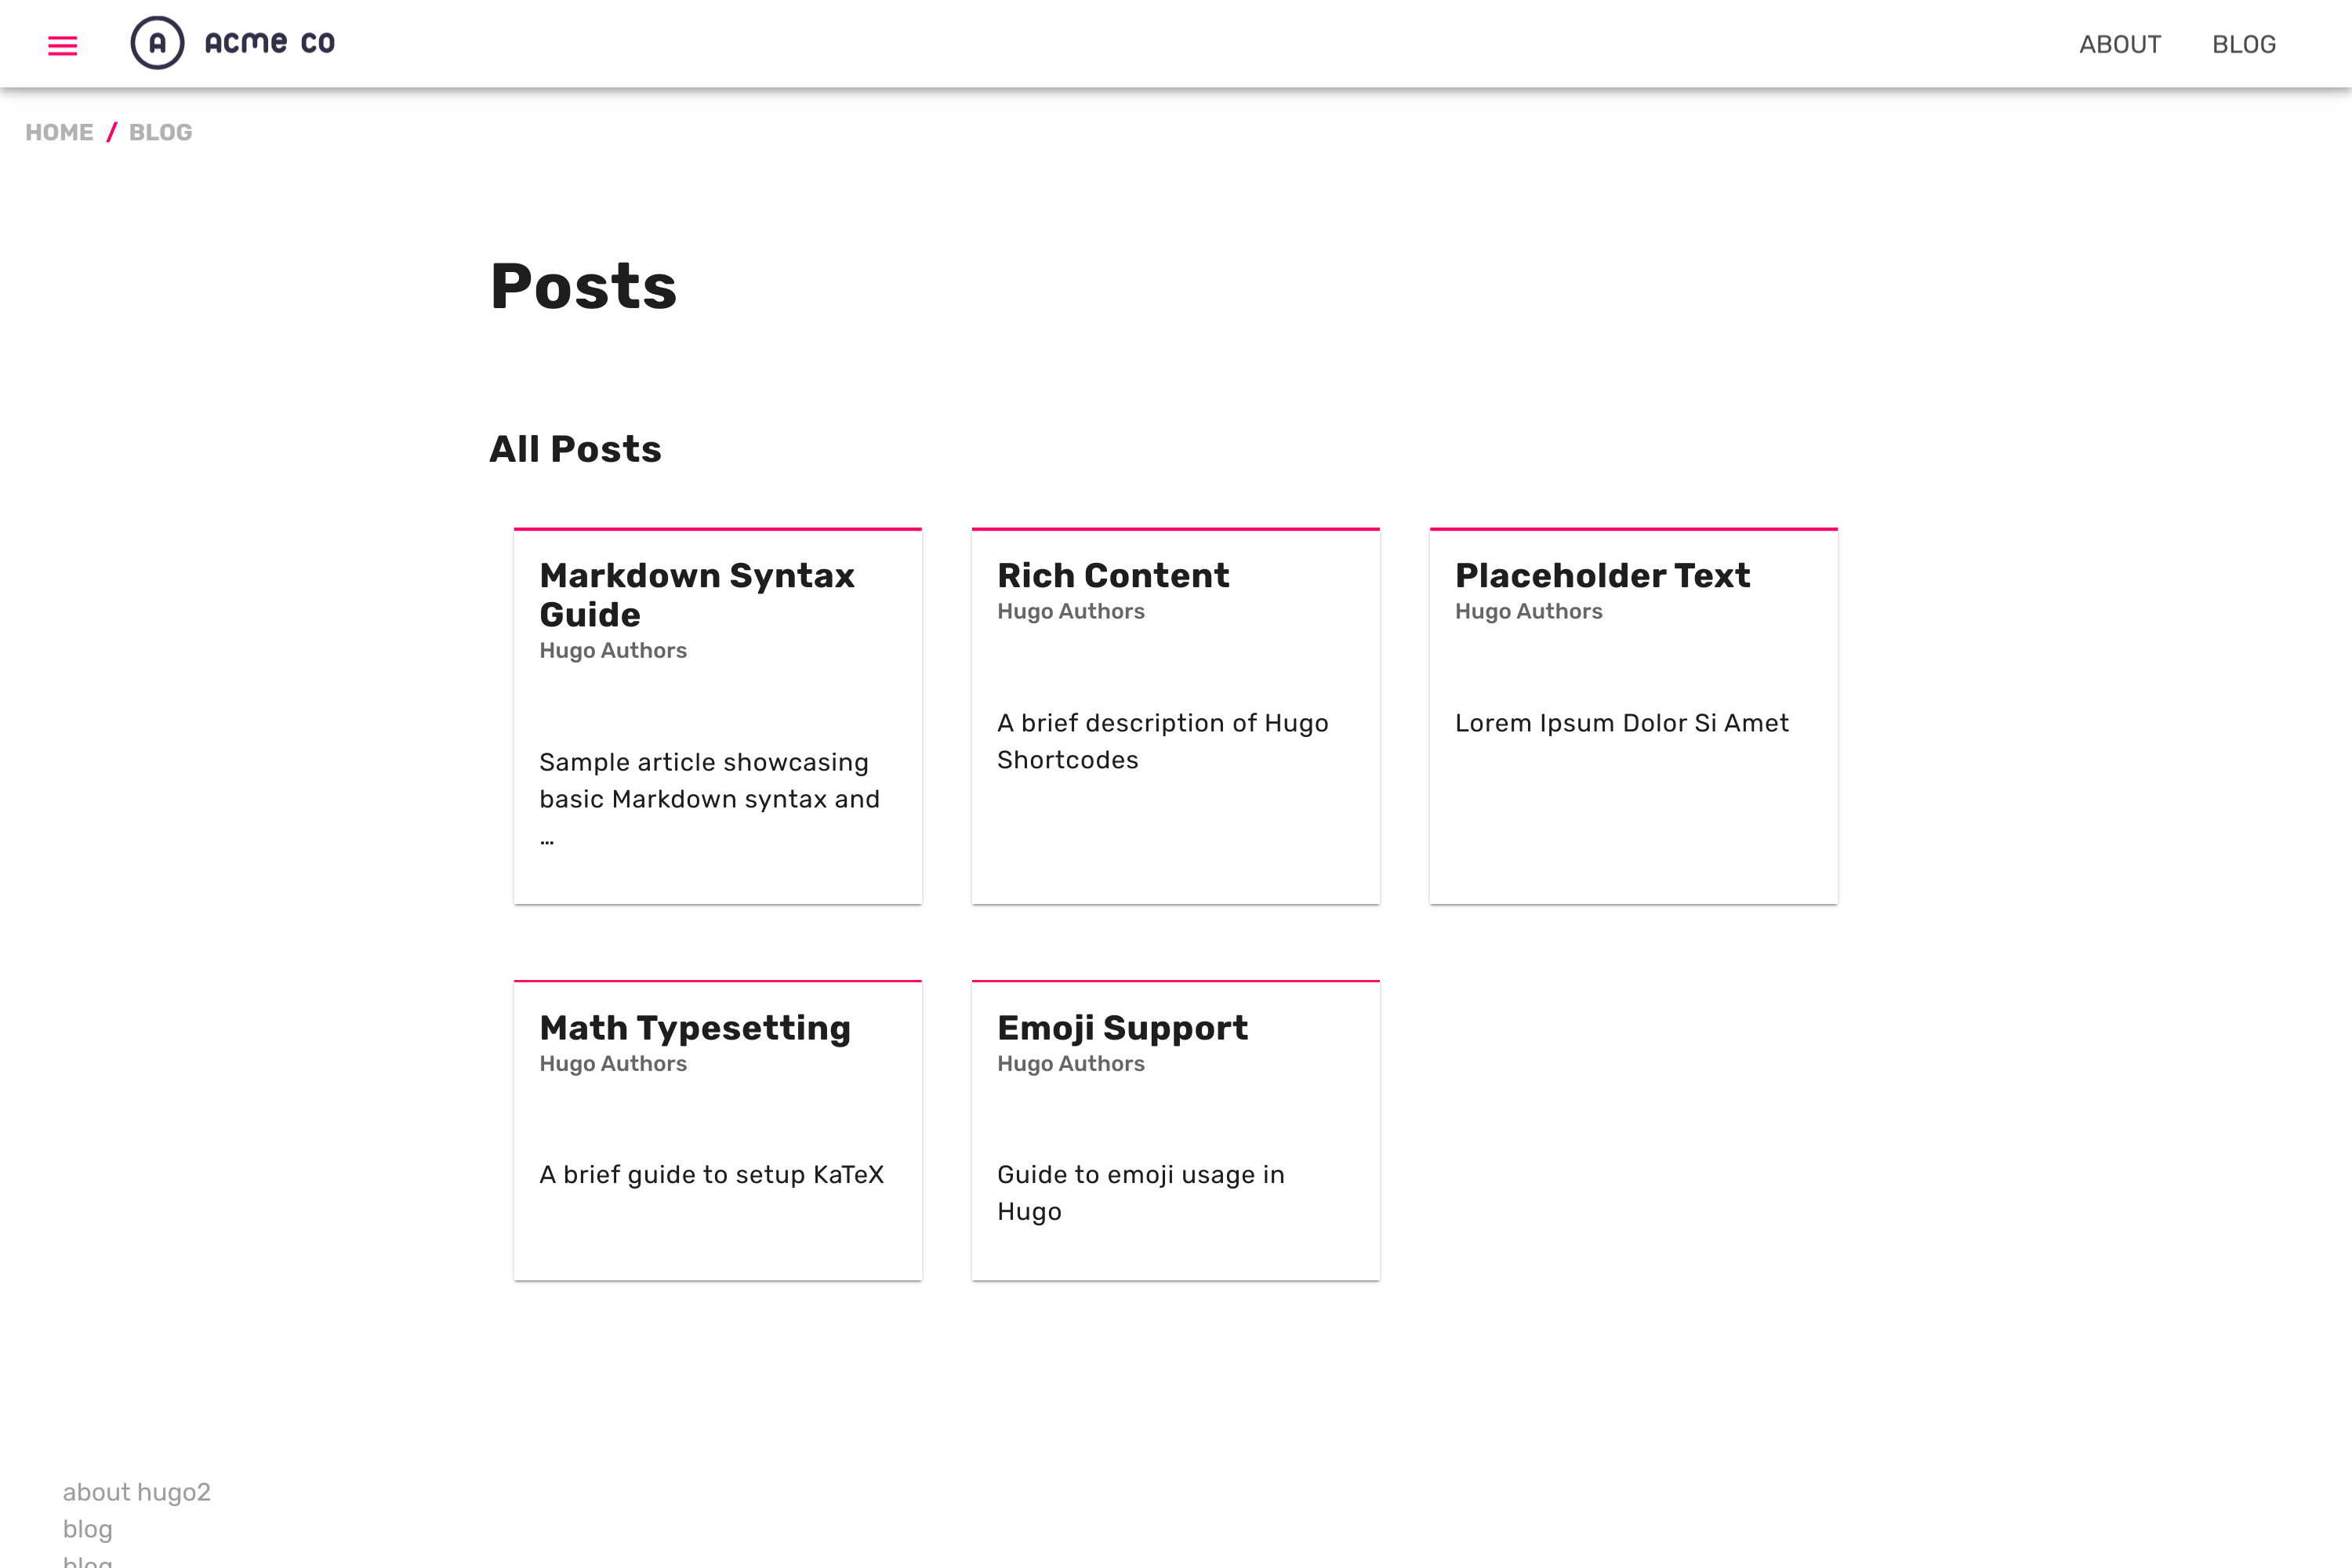 A acme co
ABOUT BLOG
HOME / BLOG
Posts
All Posts
Markdown Syntax
Guide
Hugo Authors
Sample article showcasing
basic Markdown syntax and
…
Rich Content
Hugo Authors
A brief description of Hugo
Shortcodes
Placeholder Text
Hugo Authors
Lorem Ipsum Dolor Si Amet
Math Typesetting
Hugo Authors
A brief guide to setup KaTeX
Emoji Support
Hugo Authors
Guide to emoji usage in
Hugo
about hugo2
blog
blog